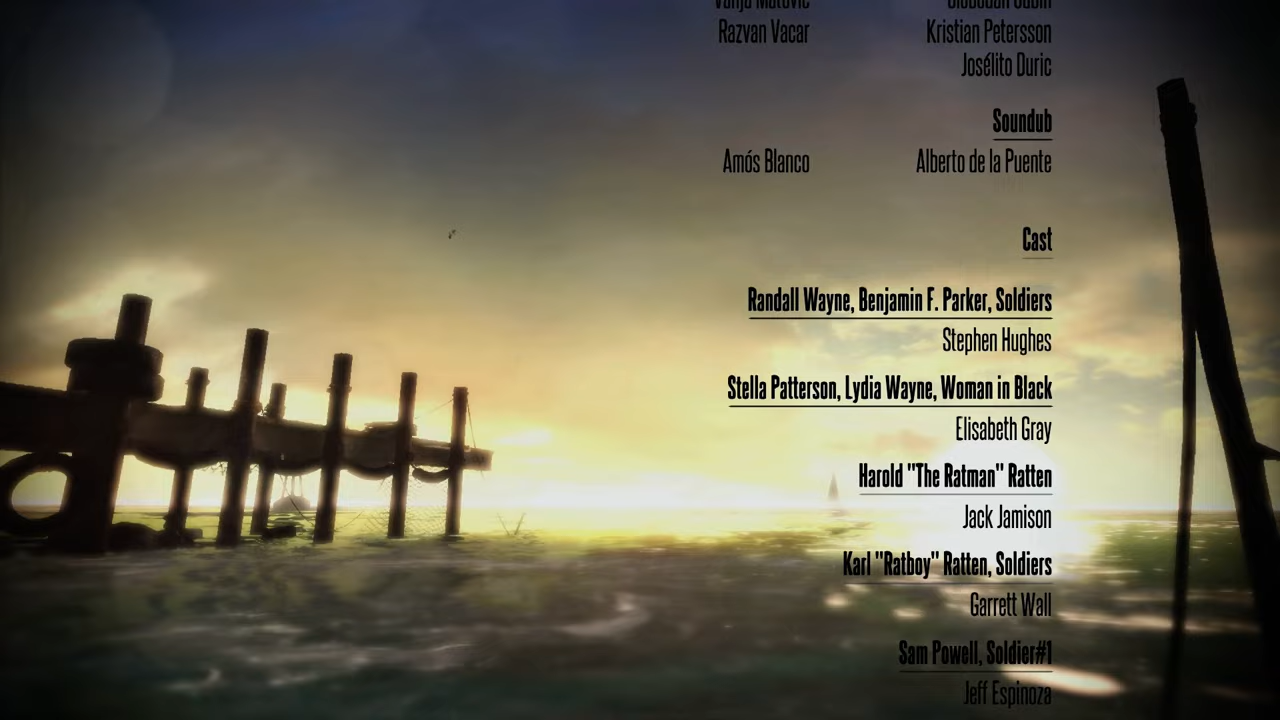 Razvan Vacar Kristian Petersson
Josélito Duric
Soundub
Amós Blanco Alberto de la Puente
Cast
Randall Wayne, Benjamin F. Parker, Soldiers
Stephen Hughes
Stella Patterson, Lydia Wayne, Woman in Black
Elisabeth Gray
Harold "The Ratman" Ratten
Jack Jamison
Karl "Ratboy" Ratten, Soldiers
Garrett Wall
Sam Powell, Soldier#1
Jeff Espinoza